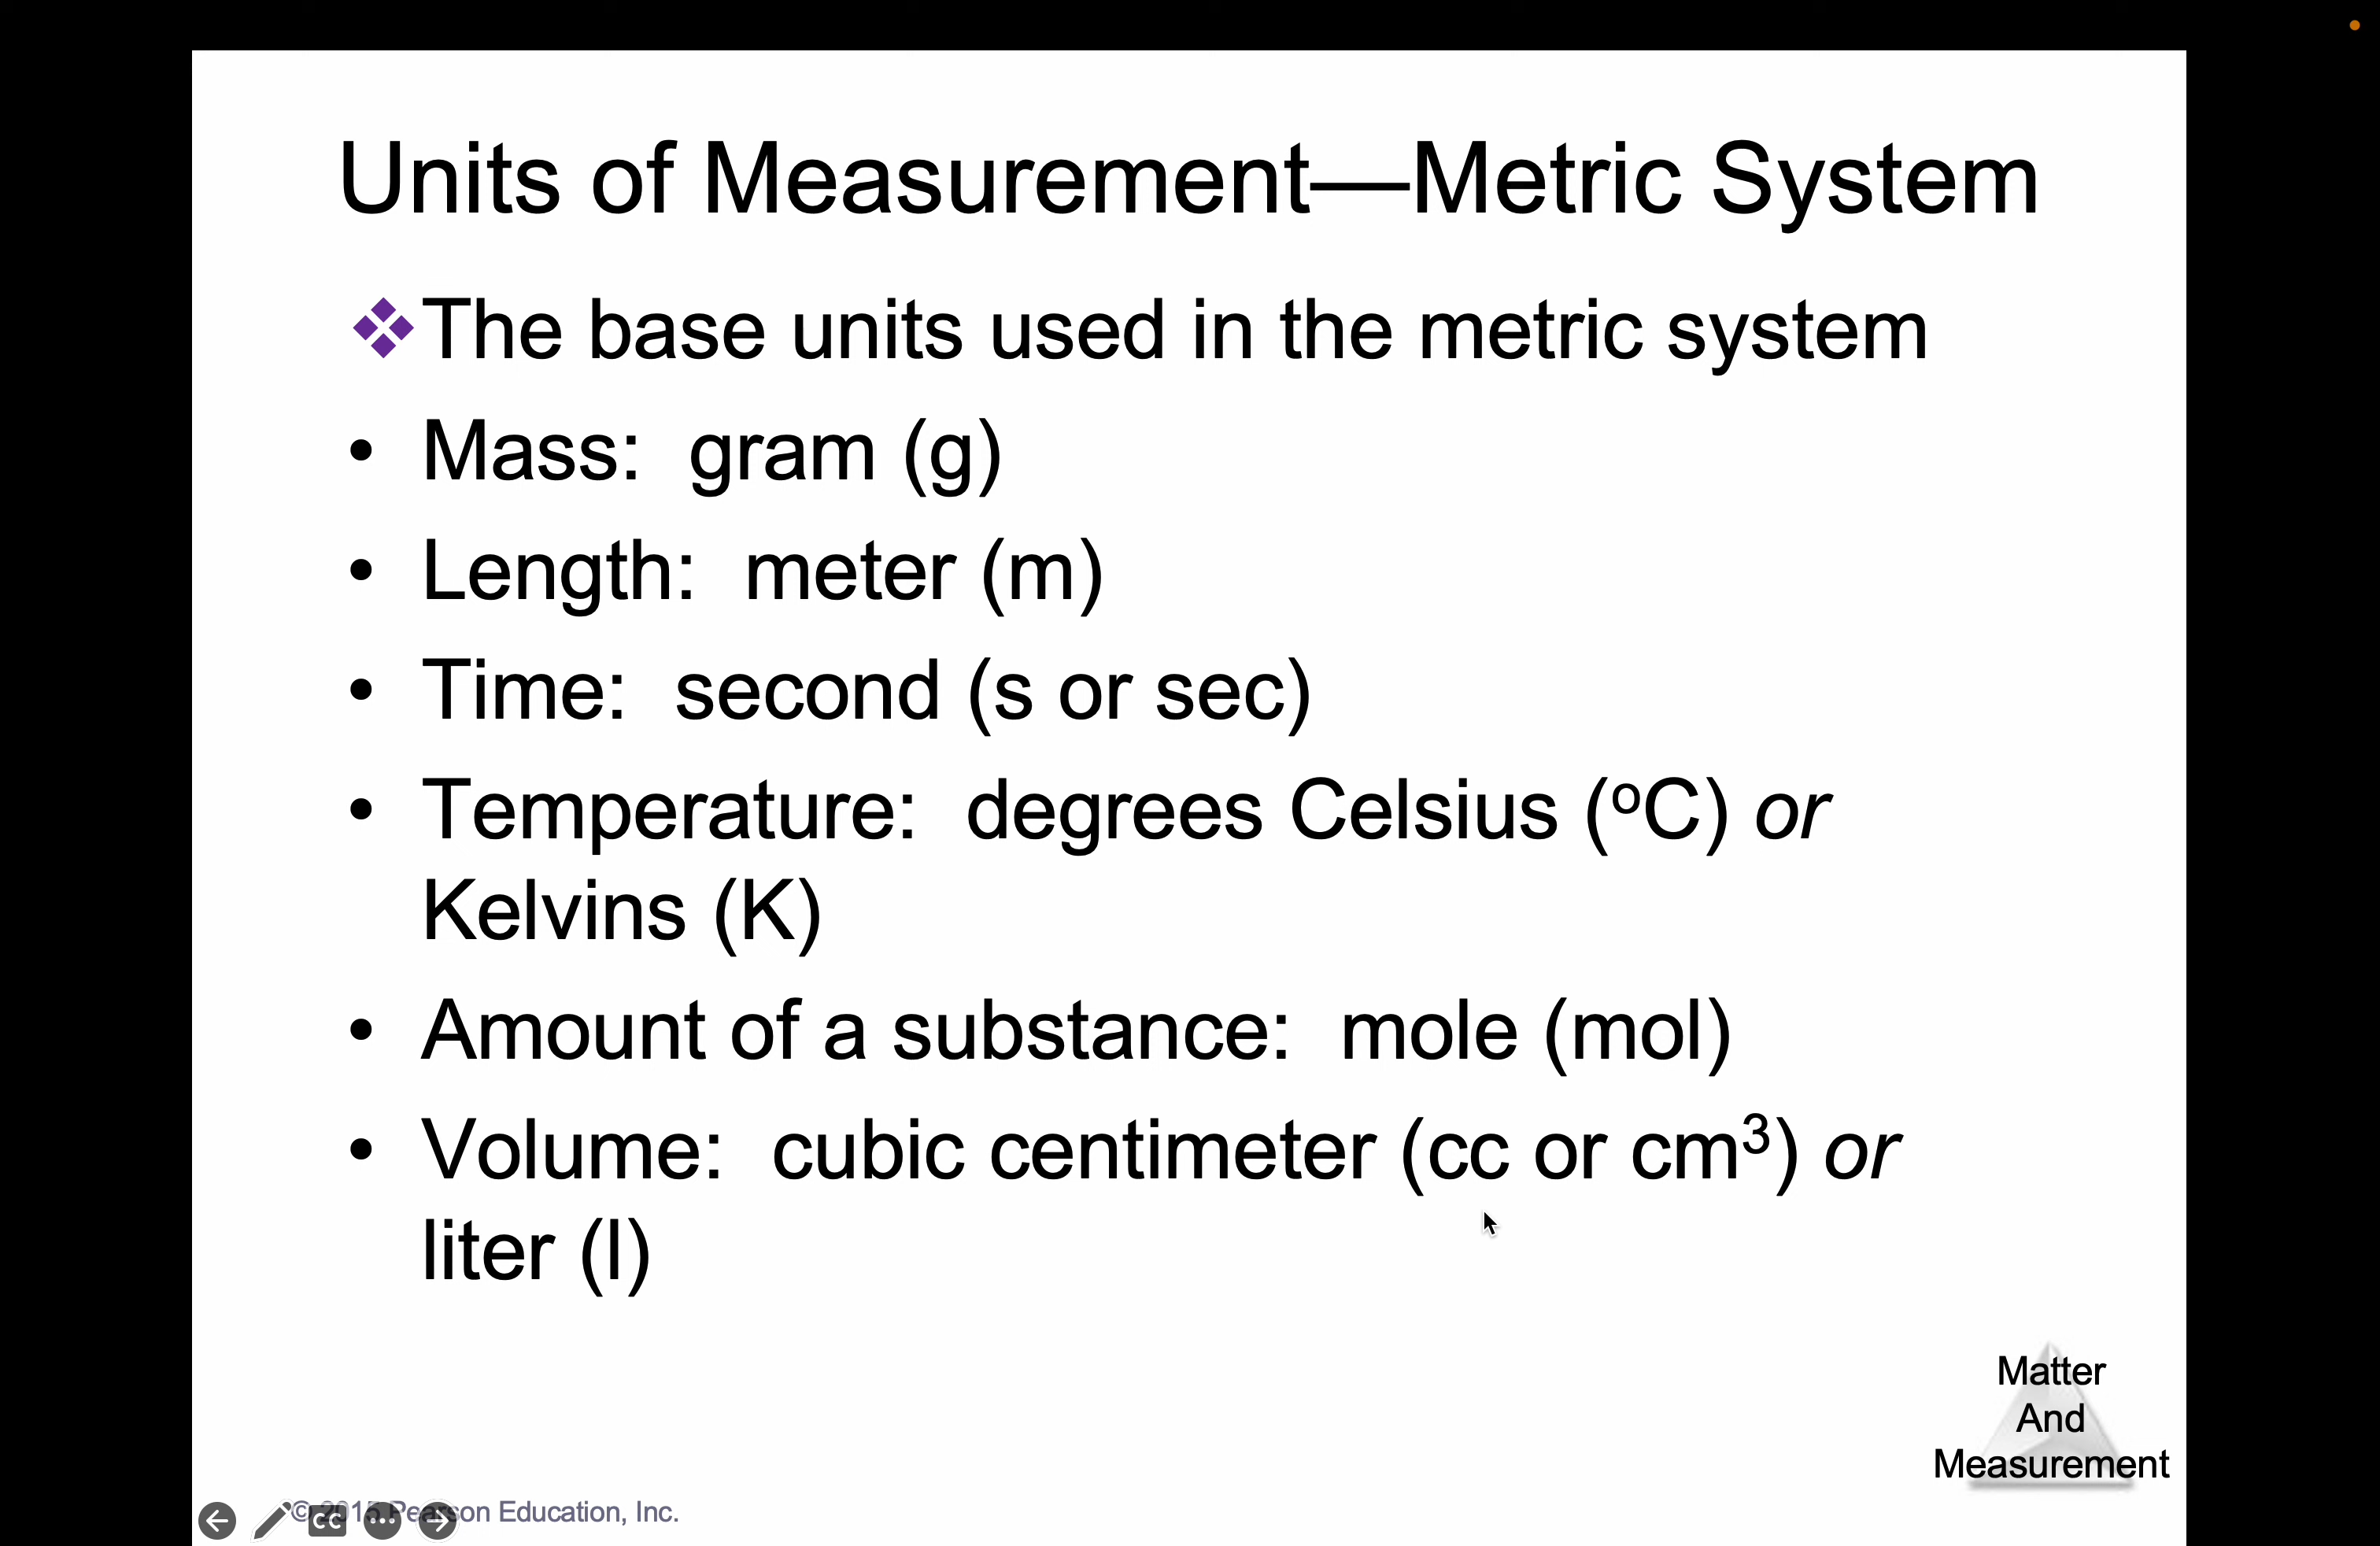 Units of Measurement—Metric System
❖The base units used in the metric system
• Mass: gram (g)
• Length: meter (m)
• Time: second (s or sec)
• Temperature: degrees Celsius (ºC) or
Kelvins (K)
• Amount of a substance: mole (mol)
• Volume: cubic centimeter (cc or cm³) or
liter (l)
Matter
And
Measurement
© 2015 Pearson Education, Inc.
CC